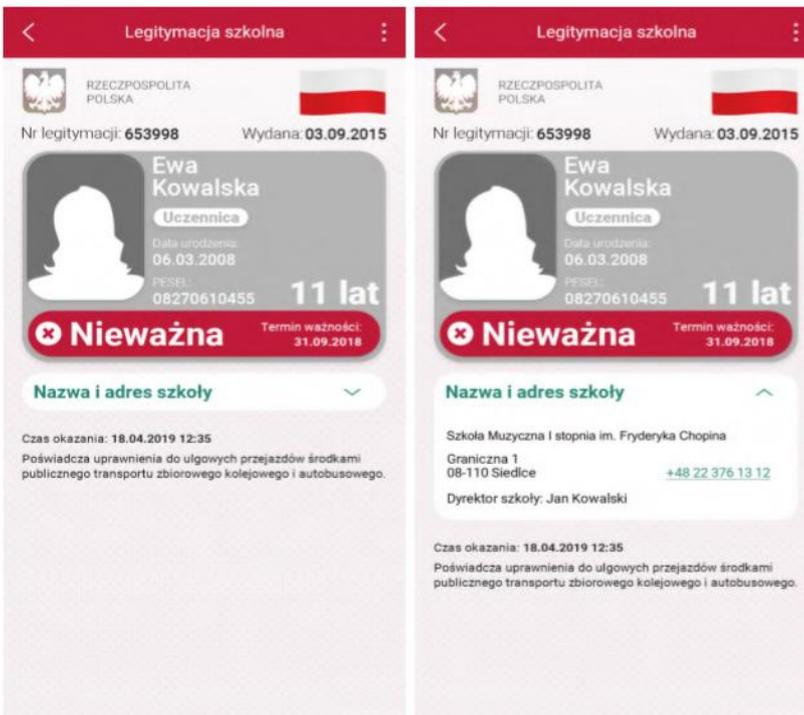 Legitymacja szkolna
RZECZPOSPOLITA
POLSKA
Nr legitymacji: 653998 Wydana: 03.09.2015
Ewa
Kowalska
Uczennica
Data urodzenia:
06.03.2008
PESEL:
08270610455 11 lat
Nieważna Termin ważności:
31.09.2018
Nazwa i adres szkoły
Czas okazania: 18.04.2019 12:35
Poświadcza uprawnienia do ulgowych przejazdów środkami
publicznego transportu zbiorowego kolejowego i autobusowego.
Legitymacja szkolna
RZECZPOSPOLITA
POLSKA
Nr legitymacji: 653998 Wydana: 03.09.2015
Ewa
Kowalska
Uczennica
Data urodzenia:
06.03.2008
PESEL:
08270610455 11 lat
Nieważna Termin ważności:
31.09.2018
Nazwa i adres szkoły
Szkoła Muzyczna I stopnia im. Fryderyka Chopina
Graniczna 1
08-110 Siedlce +48 22 376 13 12
Dyrektor szkoły: Jan Kowalski
Czas okazania: 18.04.2019 12:35
Poświadcza uprawnienia do ulgowych przejazdów środkami
publicznego transportu zbiorowego kolejowego i autobusowego.